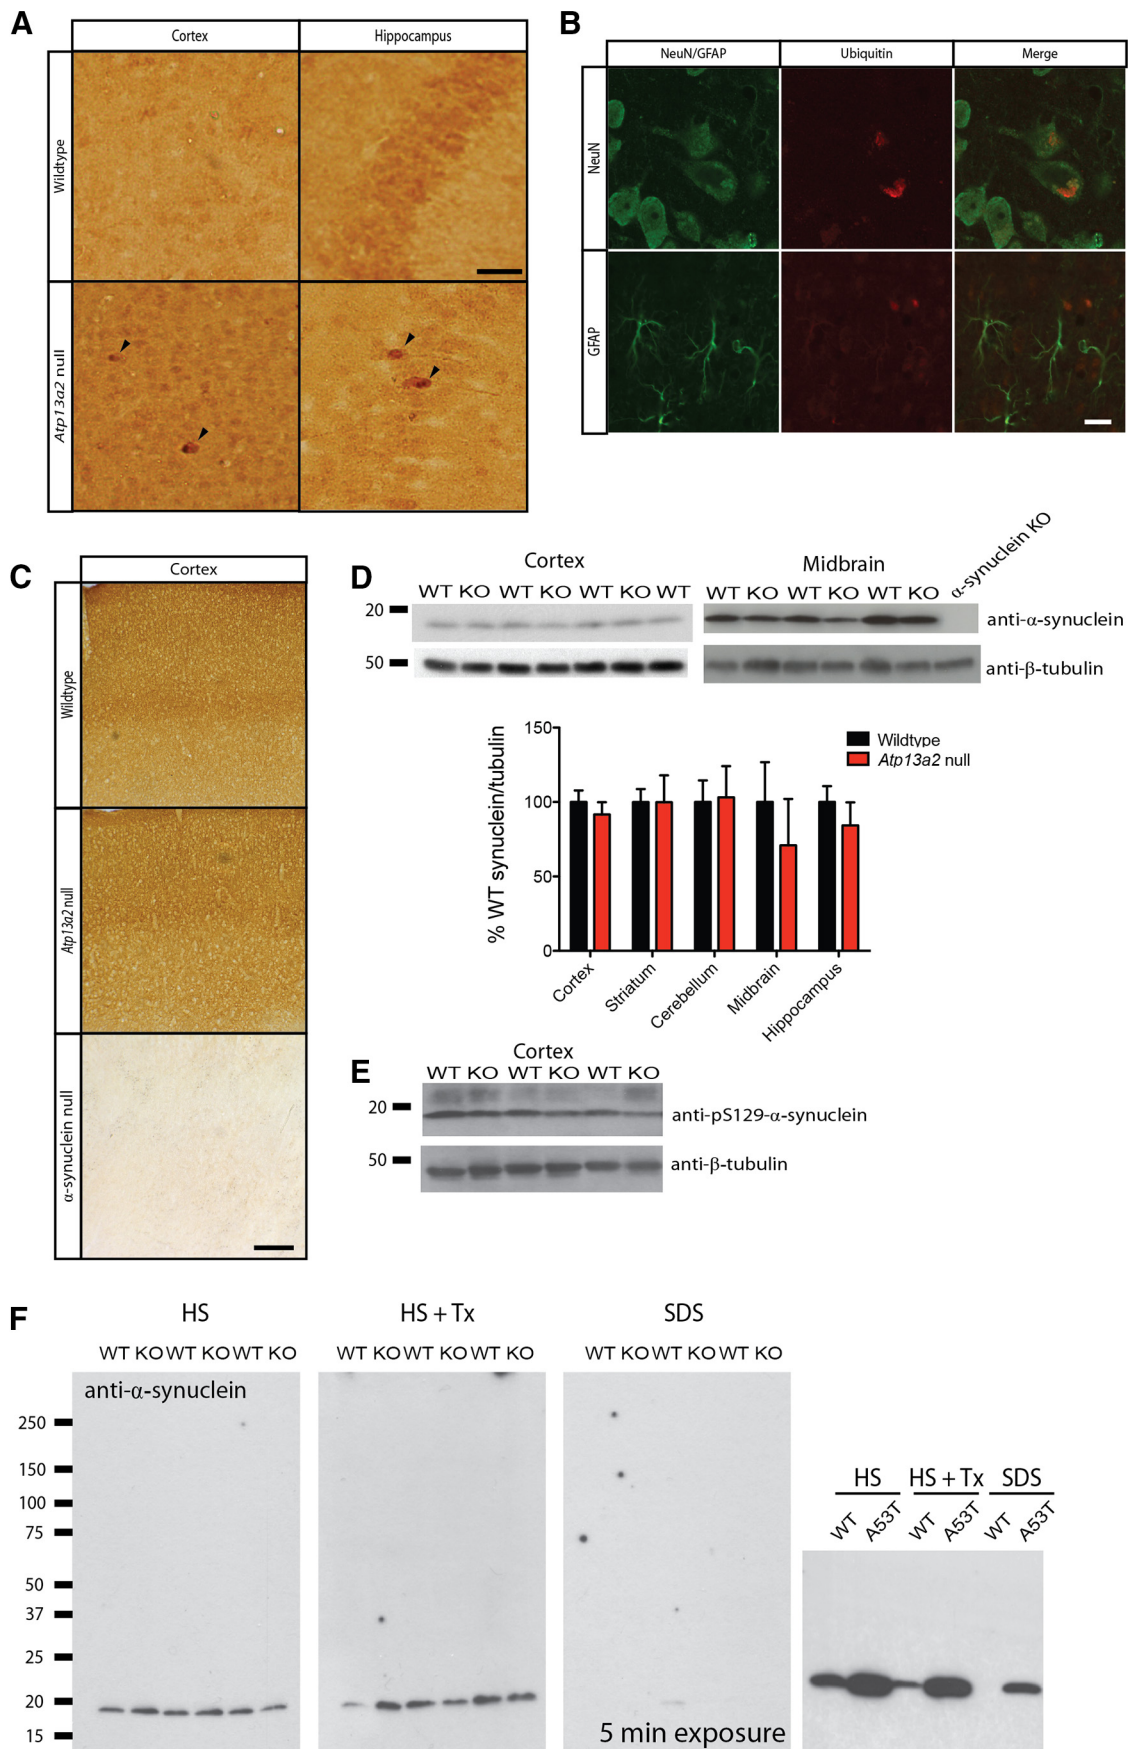 A
Cortex
Hippocampus
Wildtype
Atp13a2 null
B
NeuN/GFAP
Ubiquitin
Merge
NeuN
GFAP
C
Cortex
Wildtype
Atp13a2 null
α-synuclein null
D
Cortex
Midbrain
WT KO WT KO WT KO WT
WT KO WT KO WT KO α-synuclein KO
20
anti-α-synuclein
50
anti-β-tubulin
% WT synuclein/tubulin
150
100
50
0
Wildtype
Atp13a2 null
Cortex
Striatum
Cerebellum
Midbrain
Hippocampus
E
Cortex
WT KO WT KO WT KO
20
anti-pS129-α-synuclein
50
anti-β-tubulin
F
HS
HS + Tx
SDS
WT KO WT KO WT KO
WT KO WT KO WT KO
WT KO WT KO WT KO
anti-α-synuclein
250
150
100
75
50
37
25
20
15
5 min exposure
HS
HS + Tx
SDS
WT A53T WT A53T WT A53T